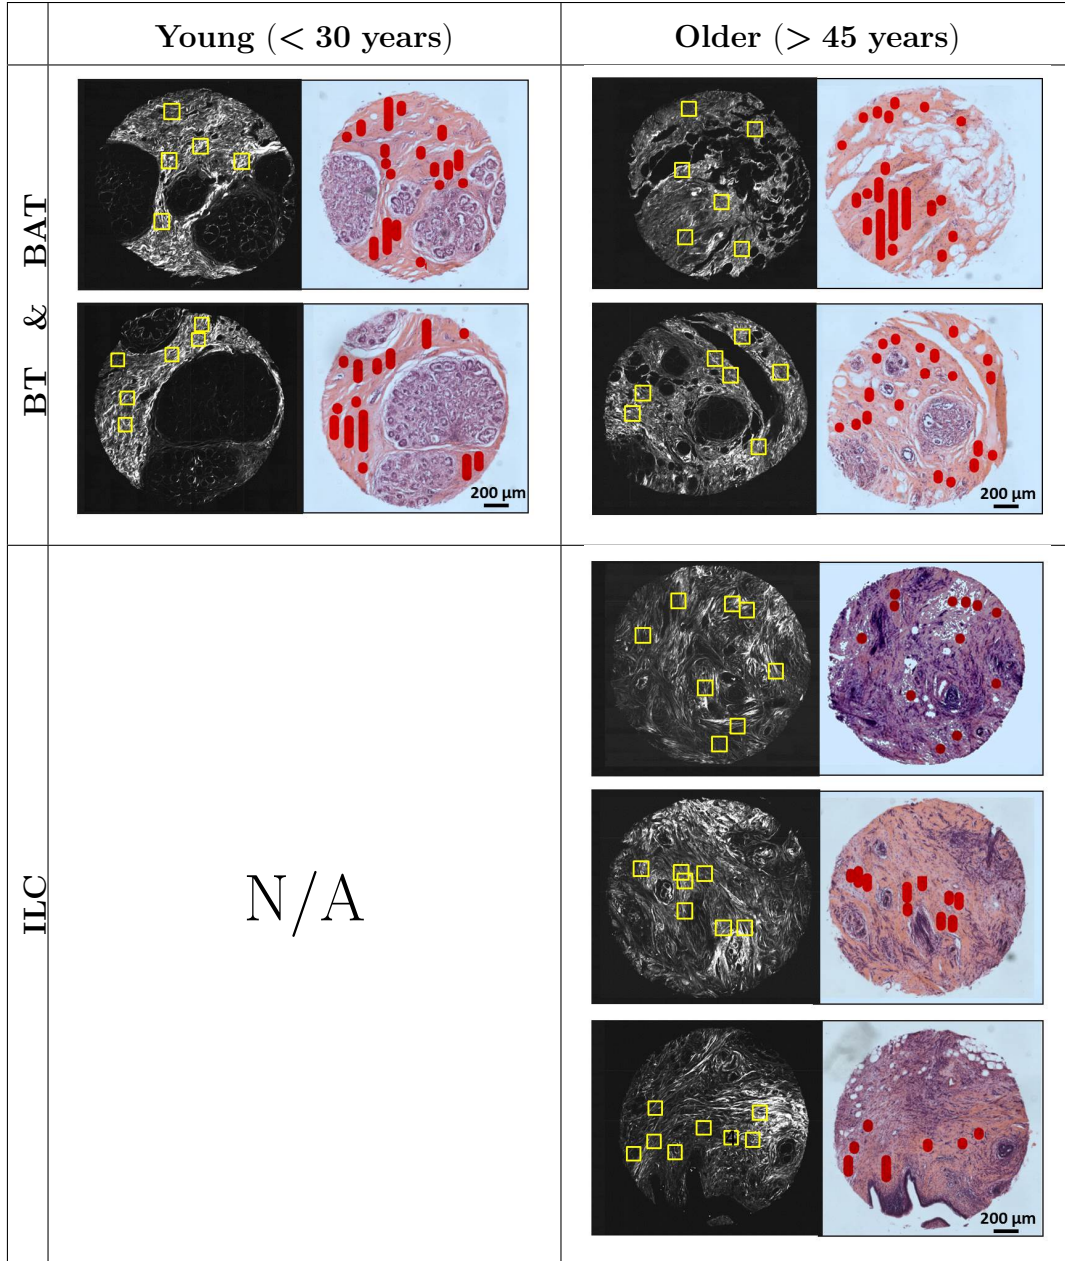 Young (< 30 years)
Older (> 45 years)
BT & BAT
200 µm
200 µm
ILC
N/A
200 µm